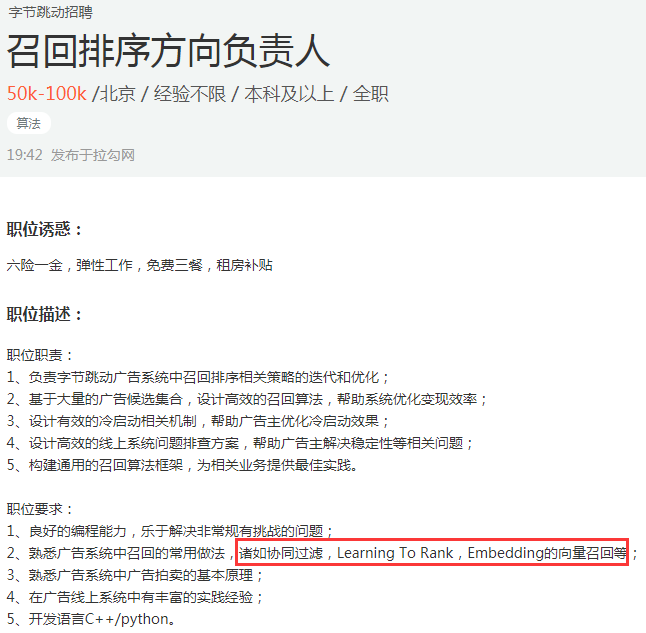 字节跳动招聘
召回排序方向负责人
50k-100k /北京 / 经验不限 / 本科及以上 / 全职
算法
19:42 发布于拉勾网
职位诱惑：
六险一金，弹性工作，免费三餐，租房补贴
职位描述：
职位职责：
1、负责字节跳动广告系统中召回排序相关策略的迭代和优化；
2、基于大量的广告候选集合，设计高效的召回算法，帮助系统优化变现效率；
3、设计有效的冷启动相关机制，帮助广告主优化冷启动效果；
4、设计高效的线上系统问题排查方案，帮助广告主解决稳定性等相关问题；
5、构建通用的召回算法框架，为相关业务提供最佳实践。
职位要求：
1、良好的编程能力，乐于解决非常规有挑战的问题；
2、熟悉广告系统中召回的常用做法，诸如协同过滤，Learning To Rank，Embedding的向量召回等；
3、熟悉广告系统中广告拍卖的基本原理；
4、在广告线上系统中有丰富的实践经验；
5、开发语言C++/python。